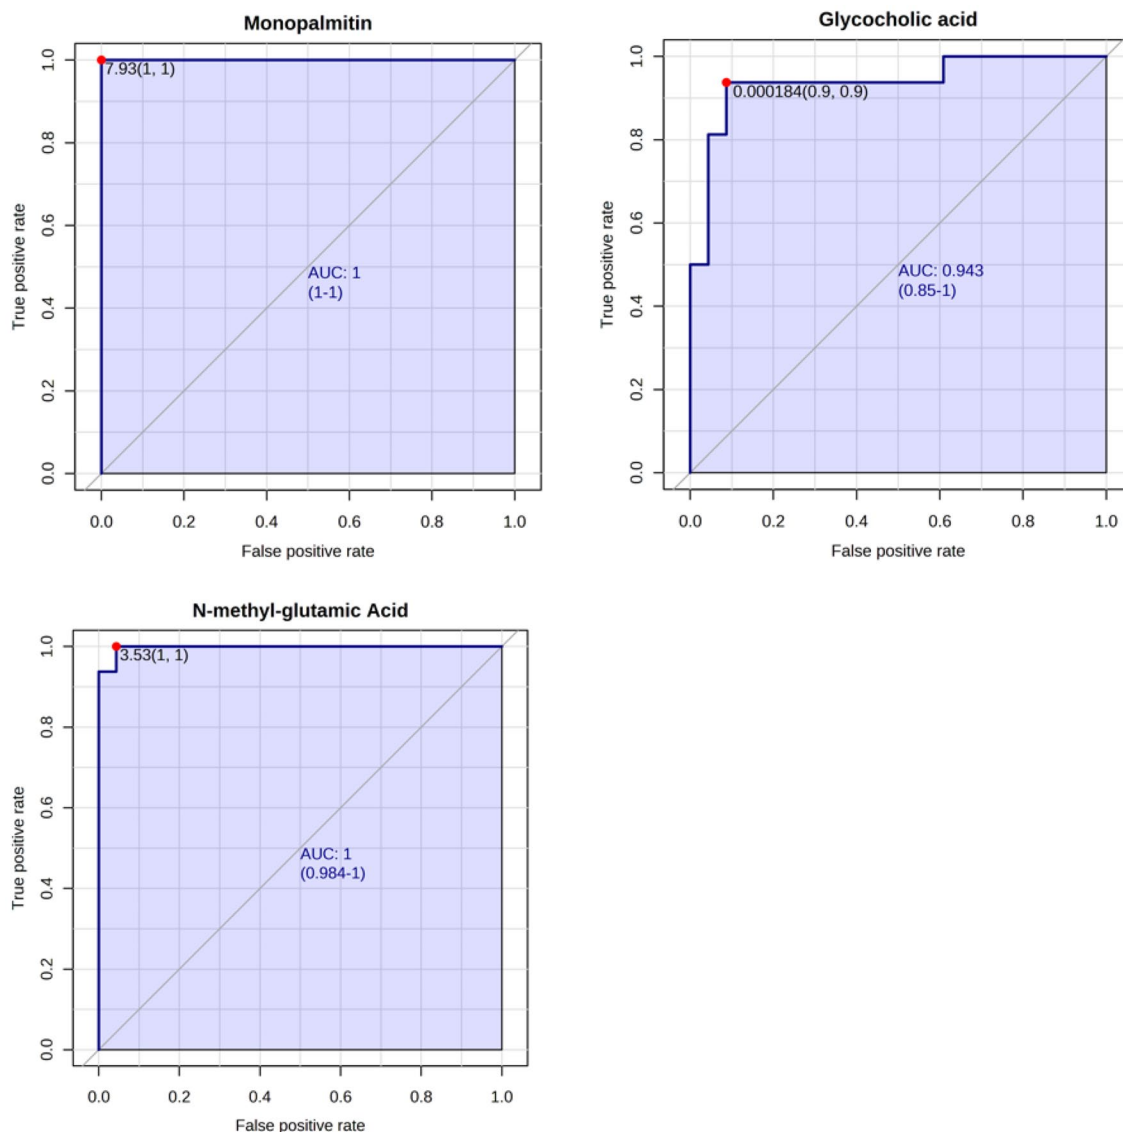 Monopalmitin
1.0
0.8
0.6
0.4
0.2
0.0
True positive rate
7.93(1, 1)
AUC: 1
(1-1)
0.0 0.2 0.4 0.6 0.8 1.0
False positive rate
Glycocholic acid
1.0
0.8
0.6
0.4
0.2
0.0
True positive rate
0.000184(0.9, 0.9)
AUC: 0.943
(0.85-1)
0.0 0.2 0.4 0.6 0.8 1.0
False positive rate
N-methyl-glutamic Acid
1.0
0.8
0.6
0.4
0.2
0.0
True positive rate
3.53(1, 1)
AUC: 1
(0.984-1)
0.0 0.2 0.4 0.6 0.8 1.0
False positive rate